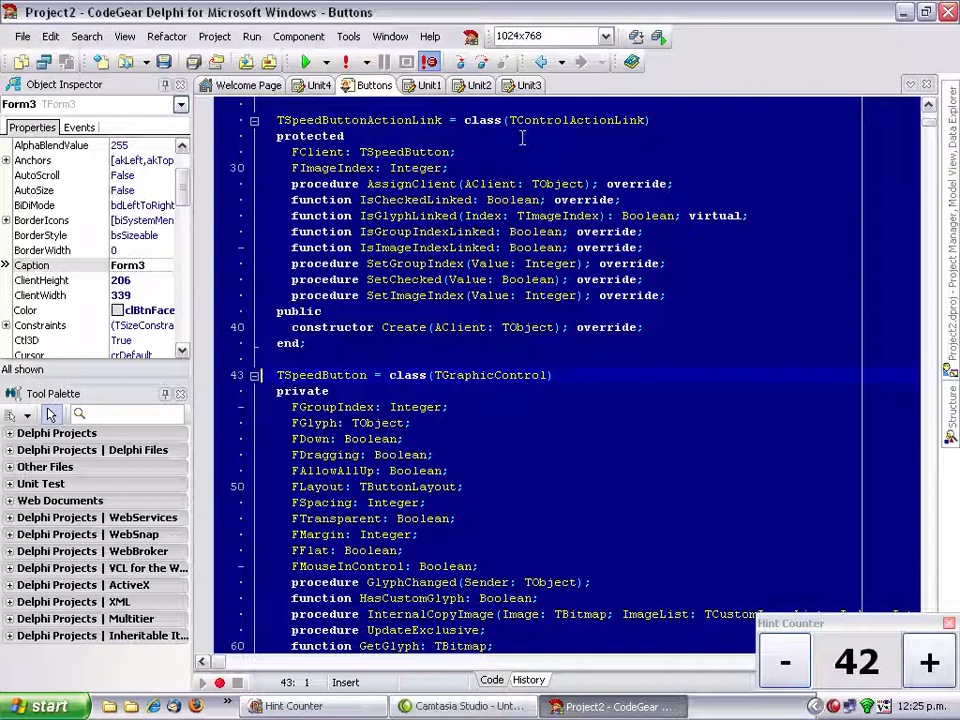 Project2 - CodeGear Delphi for Microsoft Windows - Buttons
File Edit Search View Refactor Project Run Component Tools Window Help 1024x768
Object Inspector
Welcome Page Unit4 Buttons Unit1 Unit2 Unit3
Form3 TForm3
Properties Events
AlphaBlendValue 255
Anchors [akLeft,akTop
AutoScroll False
AutoSize False
BiDiMode bdLeftToRight
BorderIcons [biSystemMen
BorderStyle bsSizeable
BorderWidth 0
Caption Form3
ClientHeight 206
ClientWidth 339
Color clBtnFace
Constraints (TSizeConstra
Ctl3D True
Cursor crDefault
All shown
Tool Palette
Delphi Projects
Delphi Projects | Delphi Files
Other Files
Unit Test
Web Documents
Delphi Projects | WebServices
Delphi Projects | WebSnap
Delphi Projects | WebBroker
Delphi Projects | VCL for the W...
Delphi Projects | ActiveX
Delphi Projects | XML
Delphi Projects | Multitier
Delphi Projects | Inheritable It...
TSpeedButtonActionLink = class(TControlActionLink)
protected
FClient: TSpeedButton;
30 FImageIndex: Integer;
procedure AssignClient(AClient: TObject); override;
function IsCheckedLinked: Boolean; override;
function IsGlyphLinked(Index: TImageIndex): Boolean; virtual;
function IsGroupIndexLinked: Boolean; override;
function IsImageIndexLinked: Boolean; override;
procedure SetGroupIndex(Value: Integer); override;
procedure SetChecked(Value: Boolean); override;
procedure SetImageIndex(Value: Integer); override;
public
40 constructor Create(AClient: TObject); override;
end;
43 TSpeedButton = class(TGraphicControl)
private
FGroupIndex: Integer;
FGlyph: TObject;
FDown: Boolean;
FDragging: Boolean;
FAllowAllUp: Boolean;
50 FLayout: TButtonLayout;
FSpacing: Integer;
FTransparent: Boolean;
FMargin: Integer;
FFlat: Boolean;
FMouseInControl: Boolean;
procedure GlyphChanged(Sender: TObject);
function HasCustomGlyph: Boolean;
procedure InternalCopyImage(Image: TBitmap; ImageList:
procedure UpdateExclusive;
60 function GetGlyph: TBitmap;
43: 1 Insert Code History
Project2.dproj - Project Manager, Model View, Data Explorer
Structure
Hint Counter
- 42 +
start Hint Counter Camtasia Studio - Unt... Project2 - CodeGear ... 12:25 p.m.